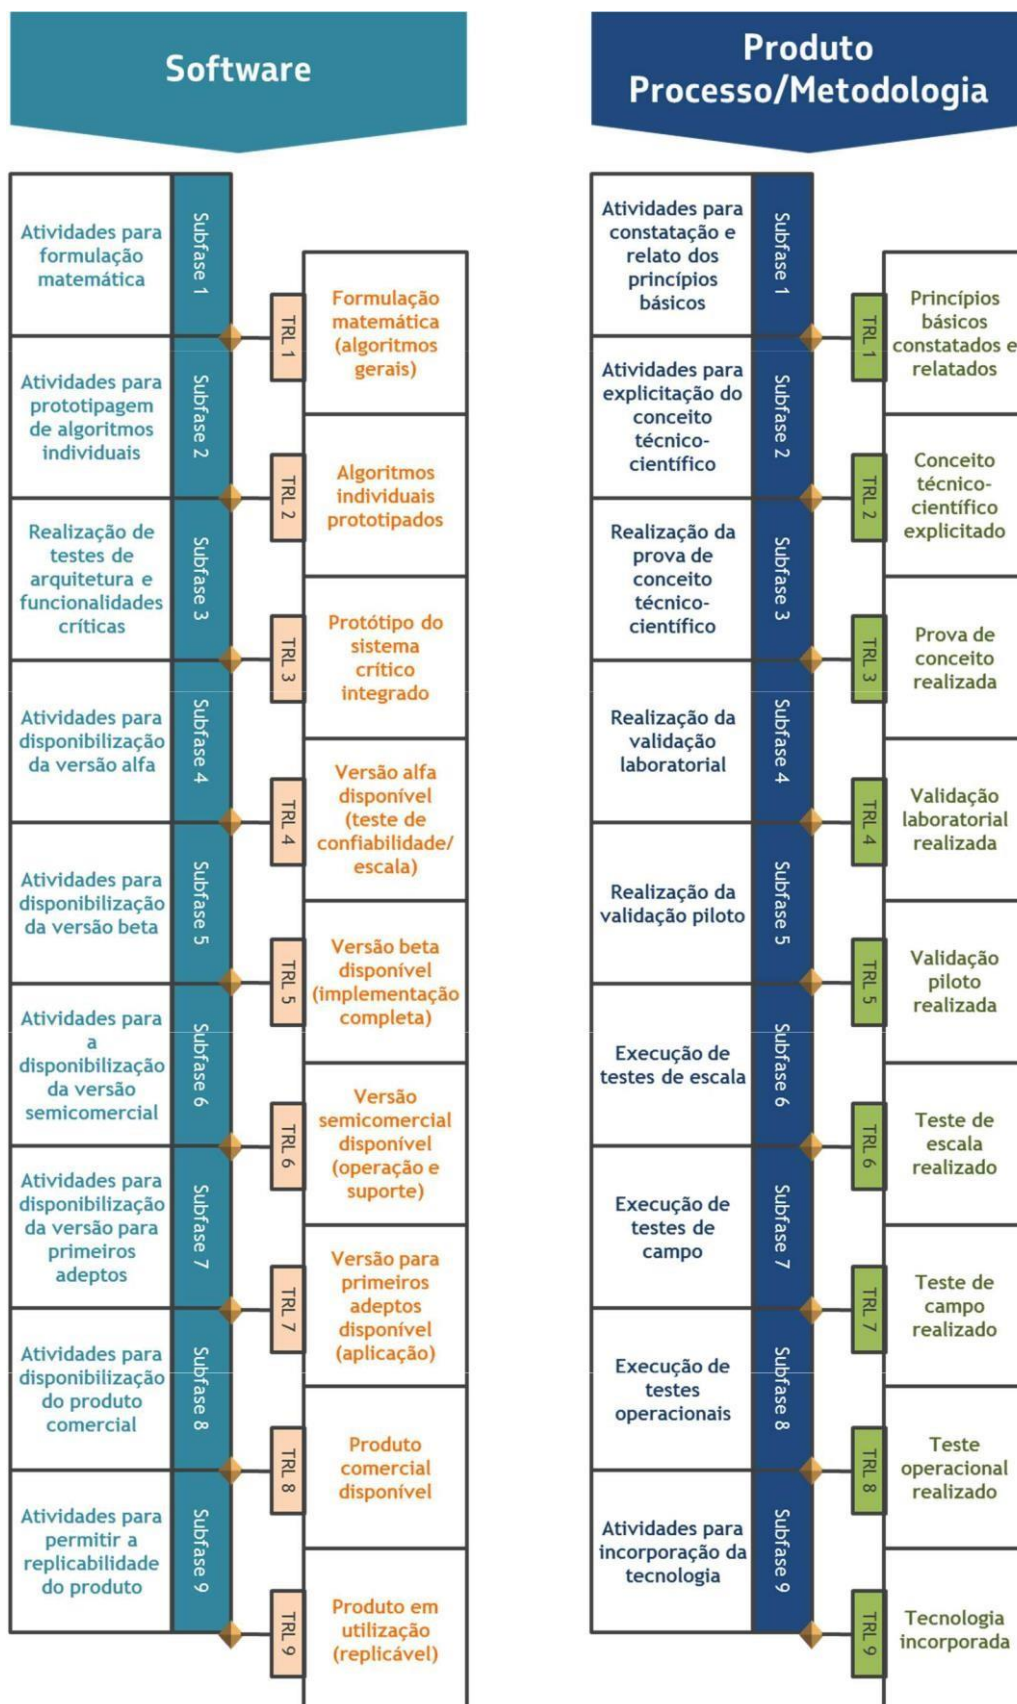 Software
Atividades para
formulação
matemática
Subfase 1
TRL 1
Formulação
matemática
(algoritmos
gerais)
Atividades para
prototipagem
de algoritmos
individuais
Subfase 2
TRL 2
Algoritmos
individuais
prototipados
Realização de
testes de
arquitetura e
funcionalidades
críticas
Subfase 3
TRL 3
Protótipo do
sistema
crítico
integrado
Atividades para
disponibilização
da versão alfa
Subfase 4
TRL 4
Versão alfa
disponível
(teste de
confiabilidade/
escala)
Atividades para
disponibilização
da versão beta
Subfase 5
TRL 5
Versão beta
disponível
(implementação
completa)
Atividades para
a
disponibilização
da versão
semicomercial
Subfase 6
TRL 6
Versão
semicomercial
disponível
(operação e
suporte)
Atividades para
disponibilização
da versão para
primeiros
adeptos
Subfase 7
TRL 7
Versão para
primeiros
adeptos
disponível
(aplicação)
Atividades para
disponibilização
do produto
comercial
Subfase 8
TRL 8
Produto
comercial
disponível
Atividades para
permitir a
replicabilidade
do produto
Subfase 9
TRL 9
Produto em
utilização
(replicável)
Produto
Processo/Metodologia
Atividades para
constatação e
relato dos
princípios
básicos
Subfase 1
TRL 1
Princípios
básicos
constatados e
relatados
Atividades para
explicitação do
conceito
técnico-
científico
Subfase 2
TRL 2
Conceito
técnico-
científico
explicitado
Realização da
prova de
conceito
técnico-
científico
Subfase 3
TRL 3
Prova de
conceito
realizada
Realização da
validação
laboratorial
Subfase 4
TRL 4
Validação
laboratorial
realizada
Realização da
validação piloto
Subfase 5
TRL 5
Validação
piloto
realizada
Execução de
testes de escala
Subfase 6
TRL 6
Teste de
escala
realizado
Execução de
testes de
campo
Subfase 7
TRL 7
Teste de
campo
realizado
Execução de
testes
operacionais
Subfase 8
TRL 8
Teste
operacional
realizado
Atividades para
incorporação da
tecnologia
Subfase 9
TRL 9
Tecnologia
incorporada